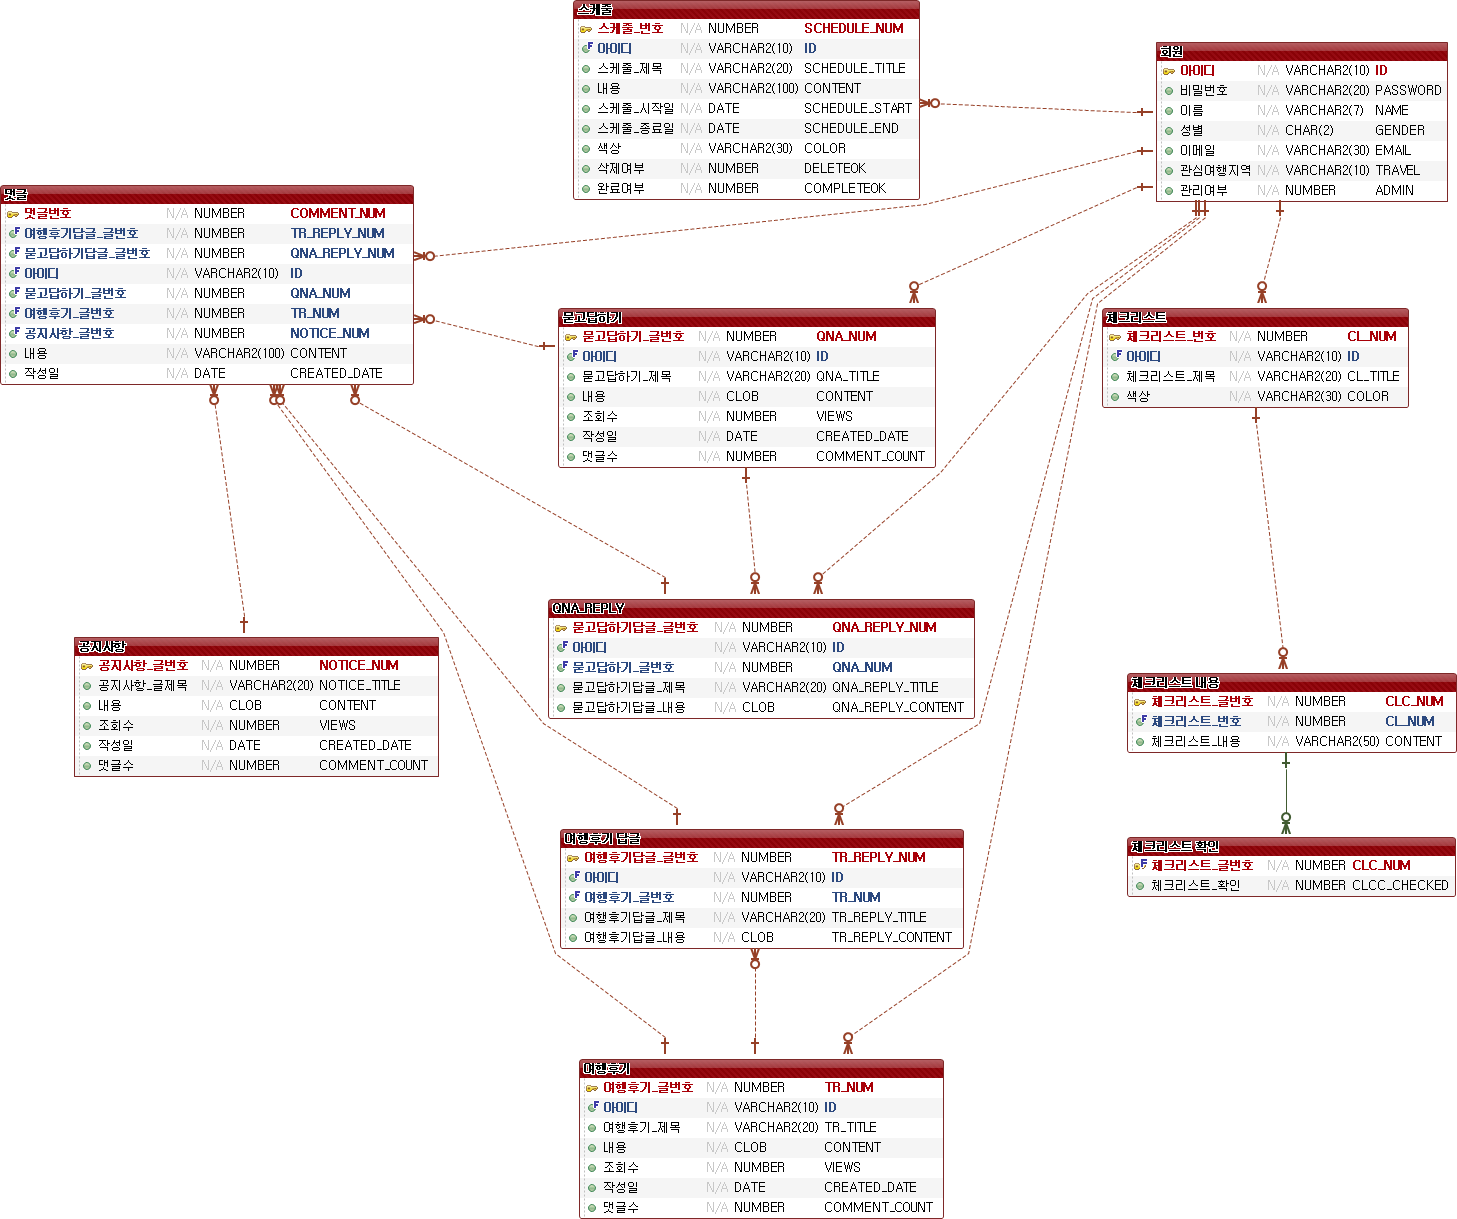 스케줄
스케줄_번호 N/A NUMBER SCHEDULE_NUM
아이디 N/A VARCHAR2(10) ID
스케줄_제목 N/A VARCHAR2(20) SCHEDULE_TITLE
내용 N/A VARCHAR2(100) CONTENT
스케줄_시작일 N/A DATE SCHEDULE_START
스케줄_종료일 N/A DATE SCHEDULE_END
색상 N/A VARCHAR2(30) COLOR
삭제여부 N/A NUMBER DELETEOK
완료여부 N/A NUMBER COMPLETEOK
회원
아이디 N/A VARCHAR2(10) ID
비밀번호 N/A VARCHAR2(20) PASSWORD
이름 N/A VARCHAR2(7) NAME
성별 N/A CHAR(2) GENDER
이메일 N/A VARCHAR2(30) EMAIL
관심여행지역 N/A VARCHAR2(10) TRAVEL
관리여부 N/A NUMBER ADMIN
댓글
댓글번호 N/A NUMBER COMMENT_NUM
여행후기답글_글번호 N/A NUMBER TR_REPLY_NUM
묻고답하기답글_글번호 N/A NUMBER QNA_REPLY_NUM
아이디 N/A VARCHAR2(10) ID
묻고답하기_글번호 N/A NUMBER QNA_NUM
여행후기_글번호 N/A NUMBER TR_NUM
공지사항_글번호 N/A NUMBER NOTICE_NUM
내용 N/A VARCHAR2(100) CONTENT
작성일 N/A DATE CREATED_DATE
묻고답하기
묻고답하기_글번호 N/A NUMBER QNA_NUM
아이디 N/A VARCHAR2(10) ID
묻고답하기_제목 N/A VARCHAR2(20) QNA_TITLE
내용 N/A CLOB CONTENT
조회수 N/A NUMBER VIEWS
작성일 N/A DATE CREATED_DATE
댓글수 N/A NUMBER COMMENT_COUNT
체크리스트
체크리스트_번호 N/A NUMBER CL_NUM
아이디 N/A VARCHAR2(10) ID
체크리스트_제목 N/A VARCHAR2(20) CL_TITLE
색상 N/A VARCHAR2(30) COLOR
QNA_REPLY
묻고답하기답글_글번호 N/A NUMBER QNA_REPLY_NUM
아이디 N/A VARCHAR2(10) ID
묻고답하기_글번호 N/A NUMBER QNA_NUM
묻고답하기답글_제목 N/A VARCHAR2(20) QNA_REPLY_TITLE
묻고답하기답글_내용 N/A CLOB QNA_REPLY_CONTENT
공지사항
공지사항_글번호 N/A NUMBER NOTICE_NUM
공지사항_글제목 N/A VARCHAR2(20) NOTICE_TITLE
내용 N/A CLOB CONTENT
조회수 N/A NUMBER VIEWS
작성일 N/A DATE CREATED_DATE
댓글수 N/A NUMBER COMMENT_COUNT
체크리스트 내용
체크리스트_글번호 N/A NUMBER CLC_NUM
체크리스트_번호 N/A NUMBER CL_NUM
체크리스트_내용 N/A VARCHAR2(50) CONTENT
체크리스트 확인
체크리스트_글번호 N/A NUMBER CLC_NUM
체크리스트_확인 N/A NUMBER CLCC_CHECKED
여행후기 답글
여행후기답글_글번호 N/A NUMBER TR_REPLY_NUM
아이디 N/A VARCHAR2(10) ID
여행후기_글번호 N/A NUMBER TR_NUM
여행후기답글_제목 N/A VARCHAR2(20) TR_REPLY_TITLE
여행후기답글_내용 N/A CLOB TR_REPLY_CONTENT
여행후기
여행후기_글번호 N/A NUMBER TR_NUM
아이디 N/A VARCHAR2(10) ID
여행후기_제목 N/A VARCHAR2(20) TR_TITLE
내용 N/A CLOB CONTENT
조회수 N/A NUMBER VIEWS
작성일 N/A DATE CREATED_DATE
댓글수 N/A NUMBER COMMENT_COUNT